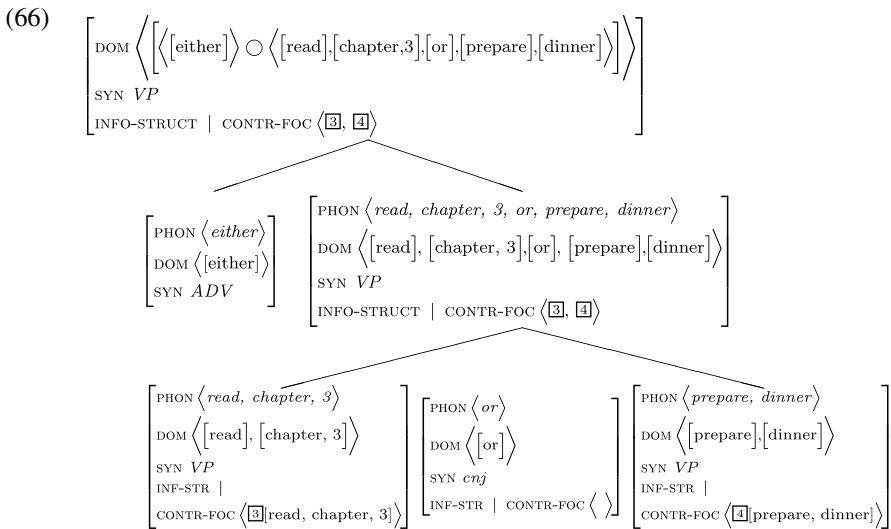 (66)
DOM ⟨[⟨[either]⟩ ○ ⟨[read],[chapter,3],[or],[prepare],[dinner]⟩]⟩
SYN VP
INFO-STRUCT | CONTR-FOC ⟨3, 4⟩
PHON ⟨either⟩
DOM ⟨[either]⟩
SYN ADV
PHON ⟨read, chapter, 3, or, prepare, dinner⟩
DOM ⟨[read], [chapter, 3],[or], [prepare],[dinner]⟩
SYN VP
INFO-STRUCT | CONTR-FOC ⟨3, 4⟩
PHON ⟨read, chapter, 3⟩
DOM ⟨[read], [chapter, 3]⟩
SYN VP
INF-STR |
CONTR-FOC ⟨3[read, chapter, 3]⟩
PHON ⟨or⟩
DOM ⟨[or]⟩
SYN cnj
INF-STR | CONTR-FOC ⟨ ⟩
PHON ⟨prepare, dinner⟩
DOM ⟨[prepare],[dinner]⟩
SYN VP
INF-STR |
CONTR-FOC ⟨4[prepare, dinner]⟩